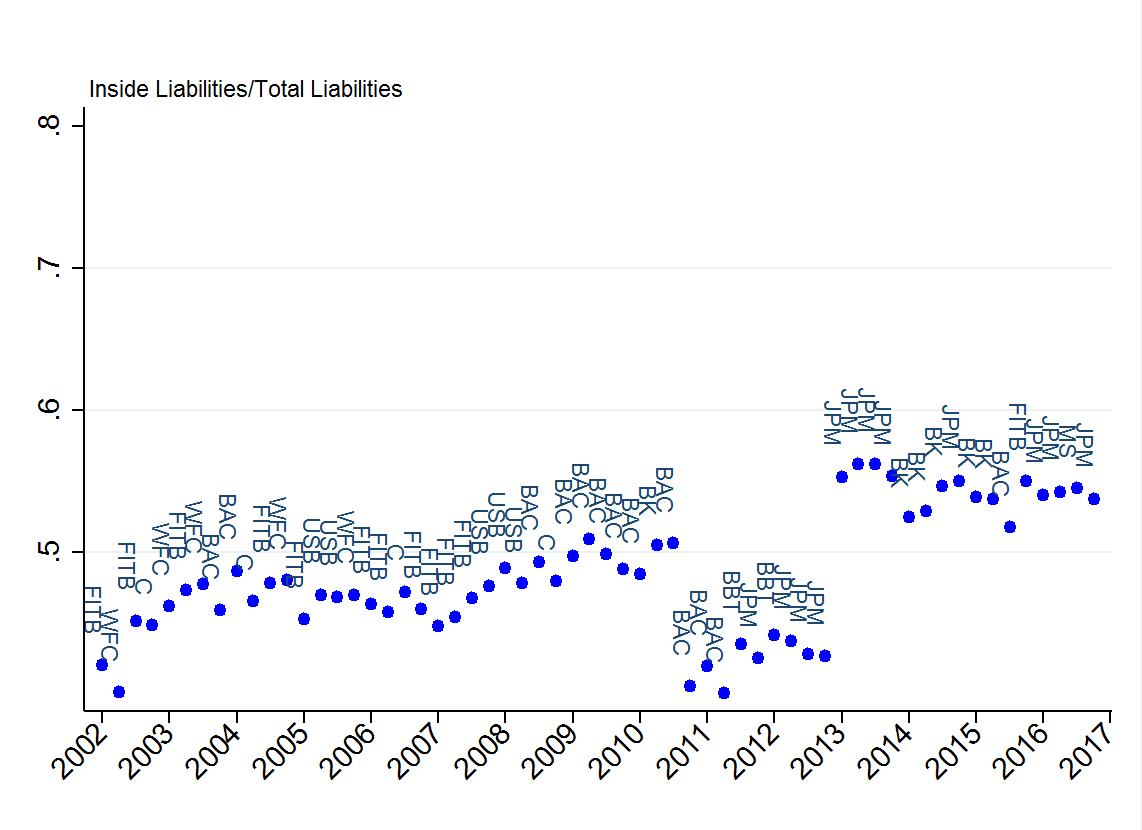 Inside Liabilities/Total Liabilities
.8
.7
.6
.5
FITB
WFC
FITB
C
WFC
FITB
WFC
BAC
BAC
C
FITB
WFC
FITB
USB
USB
WFC
FITB
FITB
C
FITB
FITB
FITB
FITB
USB
USB
USB
BAC
C
BAC
BAC
BAC
BAC
BAC
BK
BAC
BAC
BAC
BAC
BBT
JPM
BBT
JPM
JPM
JPM
JPM
JPM
JPM
JPM
BK
BK
BK
JPM
BK
BK
BAC
FITB
JPM
JPM
MS
JPM
2002
2003
2004
2005
2006
2007
2008
2009
2010
2011
2012
2013
2014
2015
2016
2017